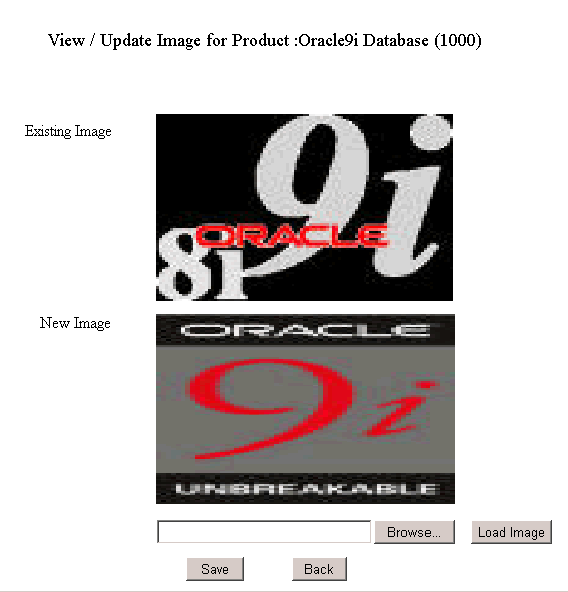 View / Update Image for Product :Oracle9i Database (1000)
Existing Image
9i
ORACLE
8i
New Image
ORACLE
9i
UNBREAKABLE
Browse...
Load Image
Save
Back